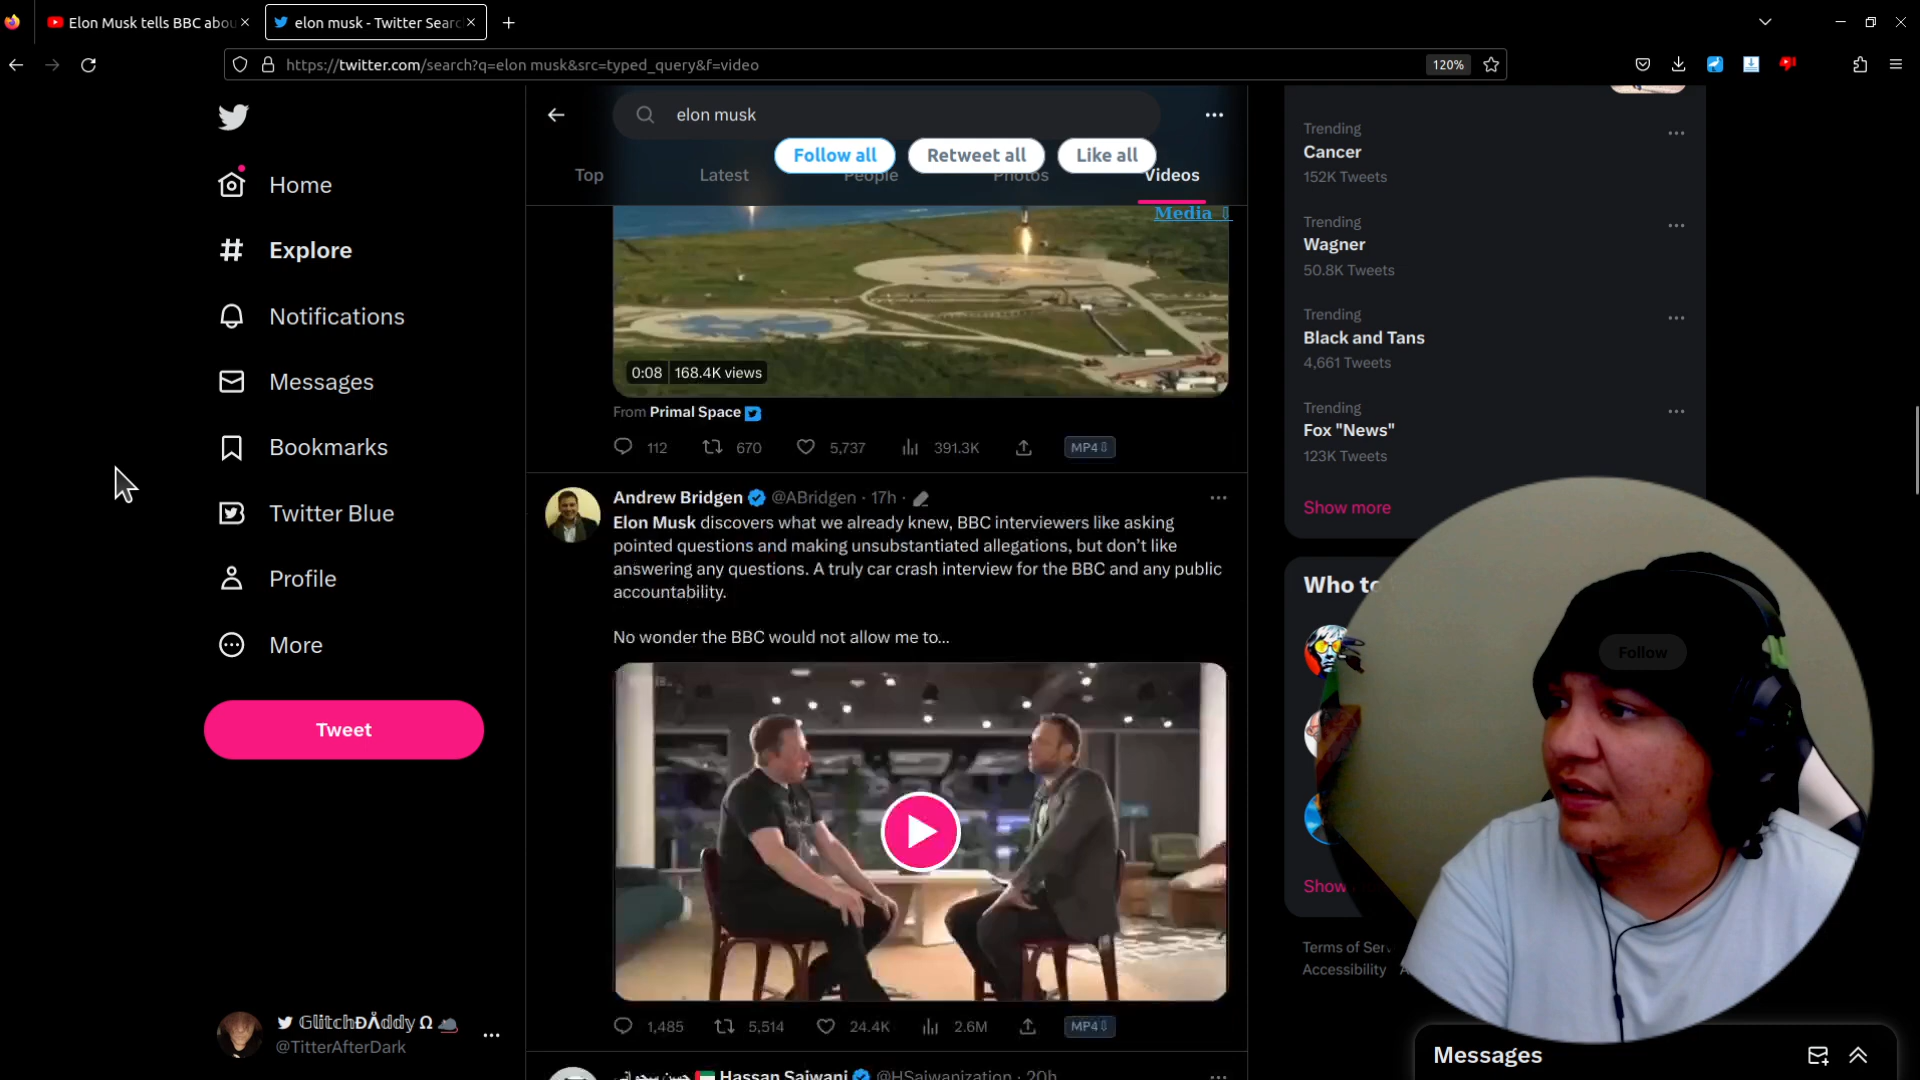 Elon Musk tells BBC abou
elon musk - Twitter Searc
https://twitter.com/search?q=elon musk&src=typed_query&f=video
120%
Home
Explore
Notifications
Messages
Bookmarks
Twitter Blue
Profile
More
Tweet
@TitterAfterDark
elon musk
Follow all
Retweet all
Like all
Top
Latest
People
Photos
Videos
Media ⇩
0:08
168.4K views
From Primal Space
112
670
5,737
391.3K
MP4⇩
Andrew Bridgen @ABridgen · 17h ·
Elon Musk discovers what we already knew, BBC interviewers like asking
pointed questions and making unsubstantiated allegations, but don’t like
answering any questions. A truly car crash interview for the BBC and any public
accountability.
No wonder the BBC would not allow me to…
1,485
5,514
24.4K
2.6M
MP4⇩
Hassan Sajwani @HSajwanization · 20h
Trending
Cancer
152K Tweets
Trending
Wagner
50.8K Tweets
Trending
Black and Tans
4,661 Tweets
Trending
Fox "News"
123K Tweets
Show more
Who to
Follow
Show
Terms of Ser
Accessibility
Messages